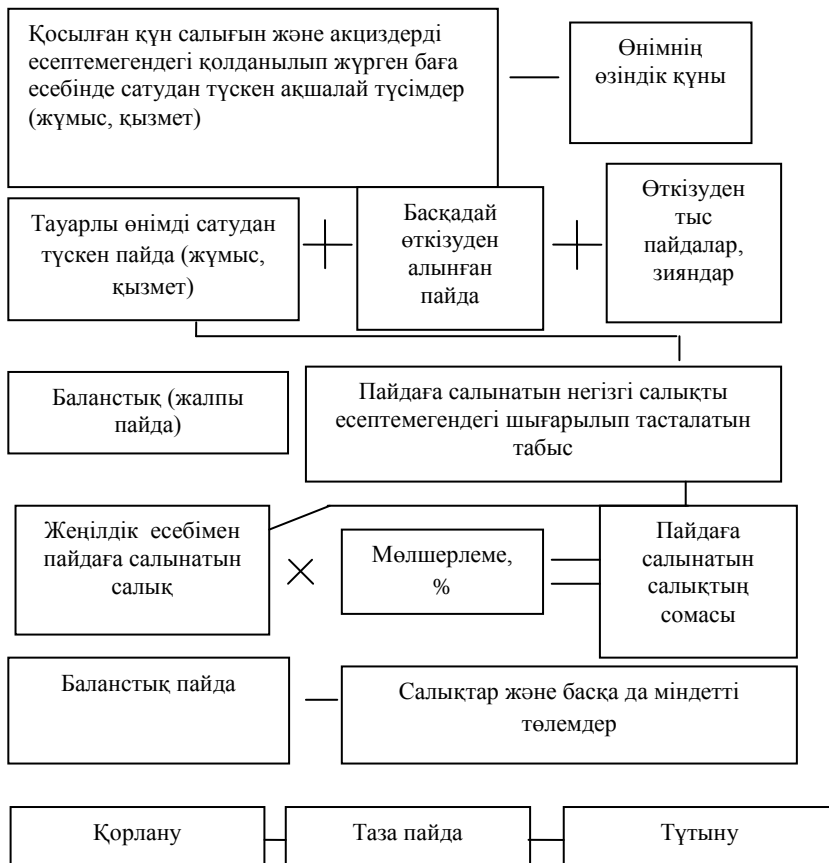 Қосылған күн салығын және акциздерді
есептемегендегі қолданылып жүрген баға
есебінде сатудан түскен ақшалай түсімдер
(жұмыс, қызмет)
Өнімнің
өзіндік құны
Тауарлы өнімді сатудан
түскен пайда (жұмыс,
қызмет)
Басқадай
өткізуден
алынған
пайда
Өткізуден
тыс
пайдалар,
зияндар
Баланстық (жалпы
пайда)
Пайдаға салынатын негізгі салықты
есептемегендегі шығарылып тасталатын
табыс
Жеңілдік есебімен
пайдаға салынатын
салық
Мөлшерлеме,
%
Пайдаға
салынатын
салықтың
сомасы
Баланстық пайда
Салықтар және басқа да міндетті
төлемдер
Қорлану
Таза пайда
Тұтыну